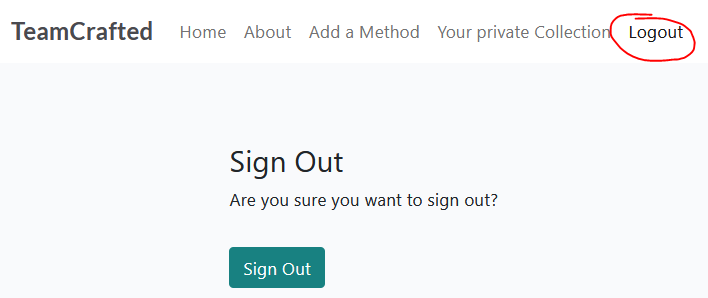 TeamCrafted Home About Add a Method Your private Collection Logout
Sign Out
Are you sure you want to sign out?
Sign Out